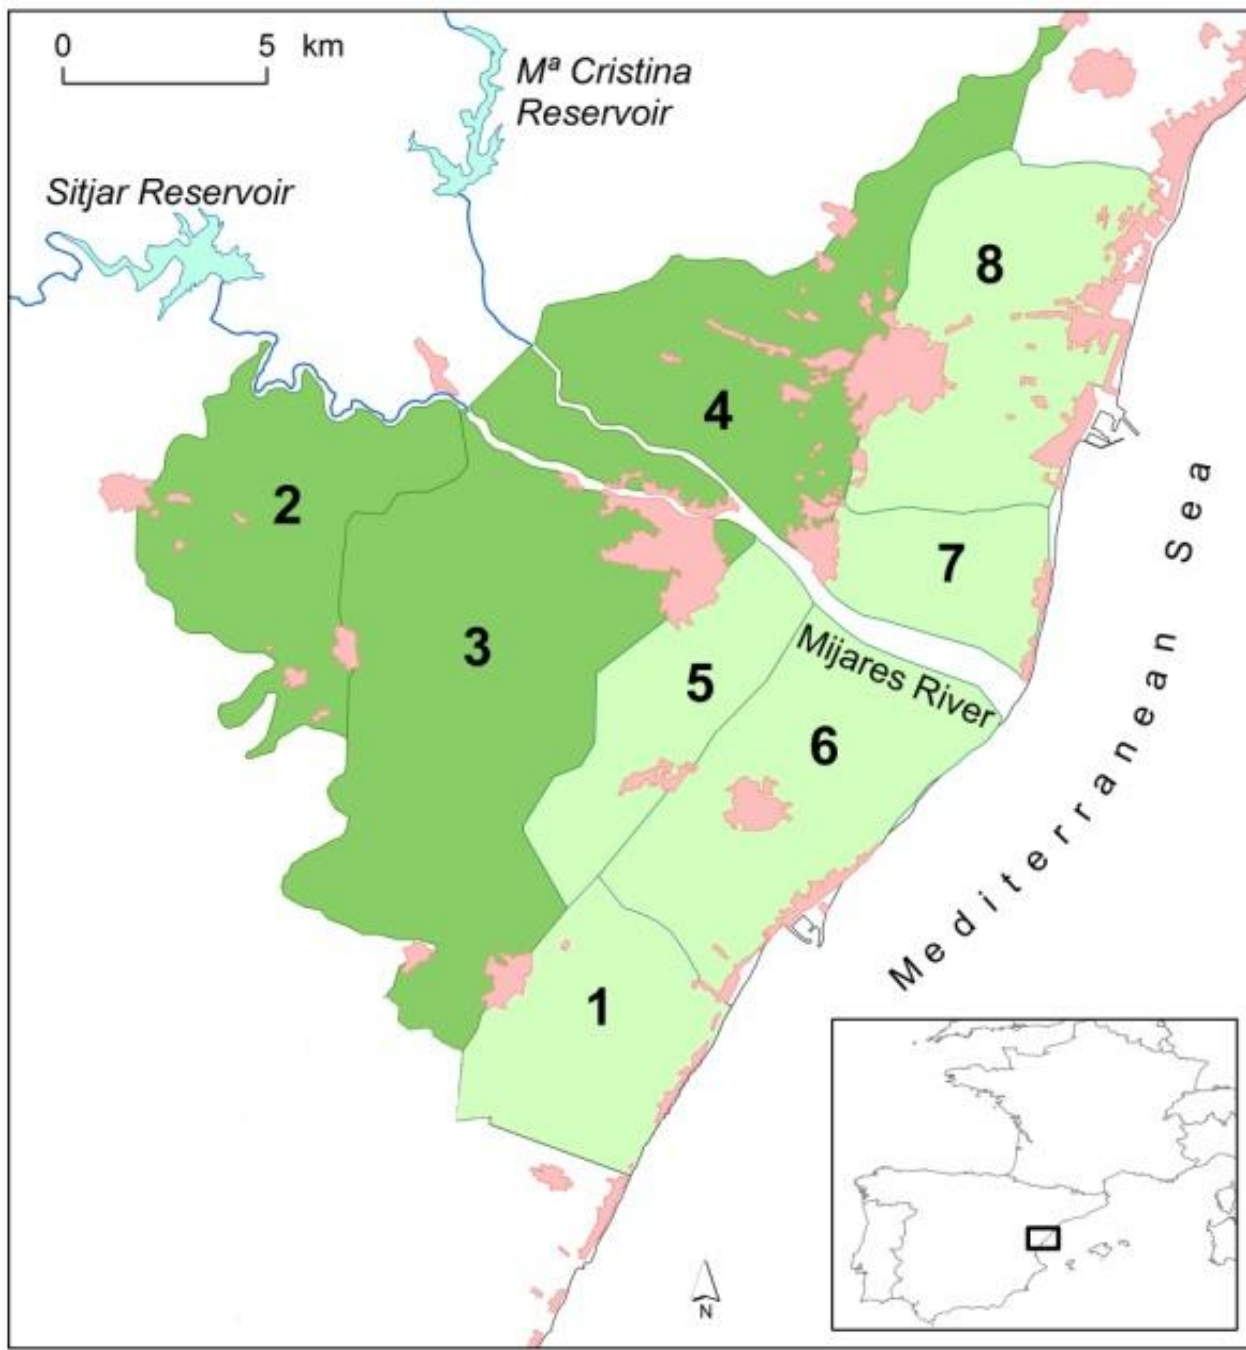 0 5 km
Mª Cristina
Reservoir
Sitjar Reservoir
8
4
2
7
3
5
Mijares River
6
Mediterranean Sea
1
N